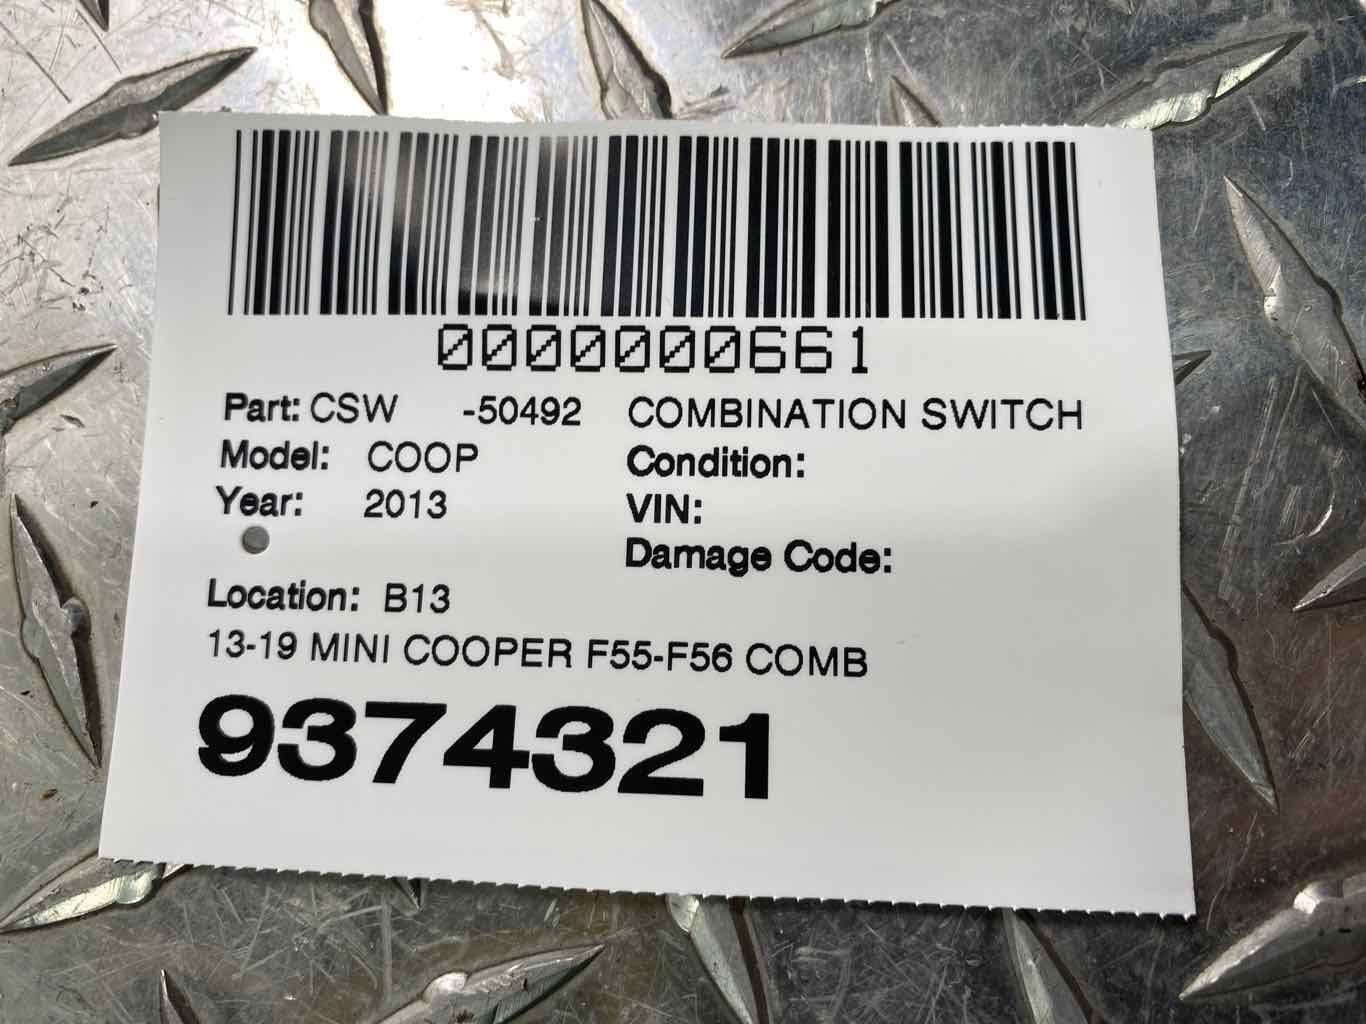 0000000661
Part: CSW -50492 COMBINATION SWITCH
Model: COOP Condition:
Year: 2013 VIN:
Damage Code:
Location: B13
13-19 MINI COOPER F55-F56 COMB
9374321